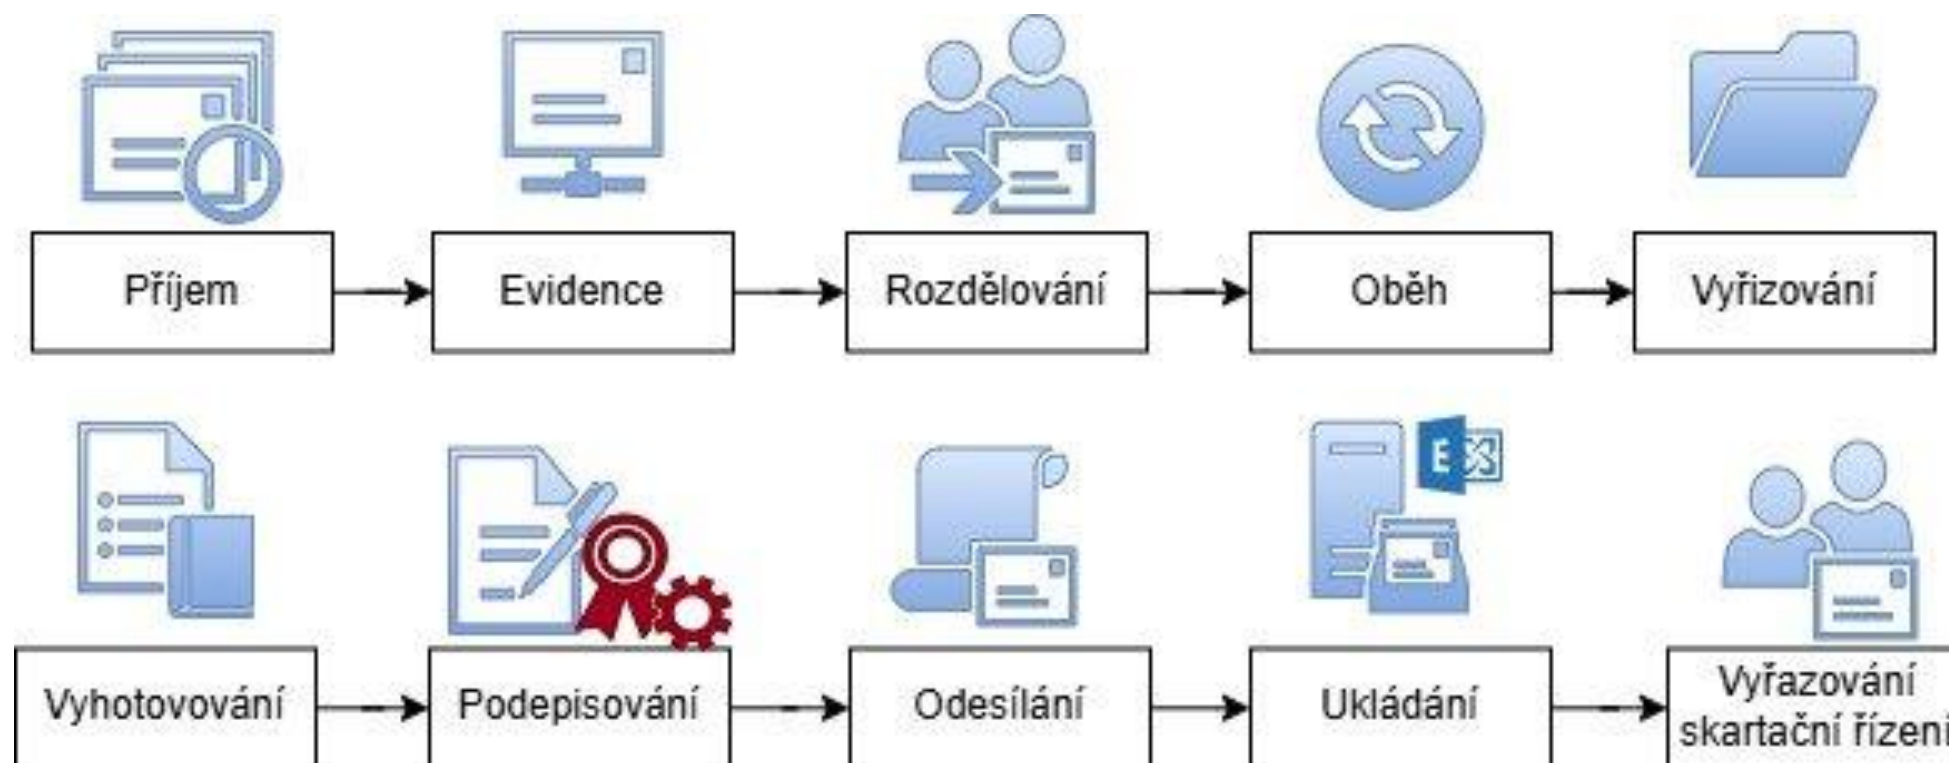 Příjem
Evidence
Rozdělování
Oběh
Vyřizování
E
Vyhotovování
Podepisování
Odesílání
Ukládání
Vyřazování
skartační řízení